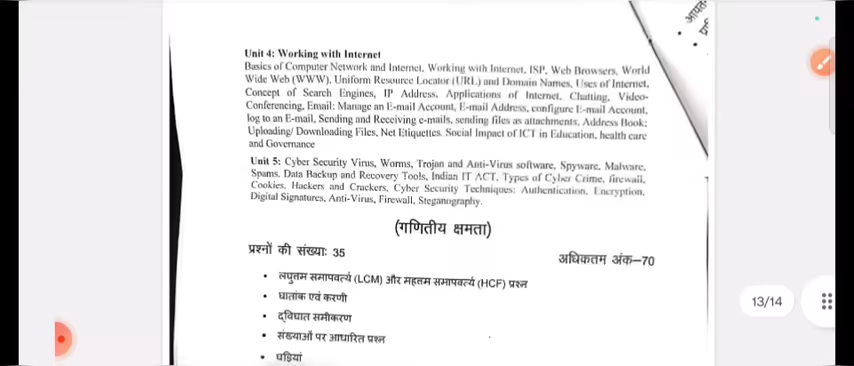 आयत
Unit 4: Working with Internet
Basics of Computer Network and Internet, Working with Internet, ISP, Web Browsers, World
Wide Web (WWW), Uniform Resource Locator (URL) and Domain Names, Uses of Internet,
Concept of Search Engines, IP Address, Applications of Internet, Chatting, Video-
Conferencing, Email: Manage an E-mail Account, E-mail Address, configure E-mail Account,
log to an E-mail, Sending and Receiving e-mails, sending files as attachments, Address Book;
Uploading/ Downloading Files, Net Etiquettes. Social Impact of ICT in Education, health care
and Governance
Unit 5: Cyber Security Virus, Worms, Trojan and Anti-Virus software, Spyware, Malware,
Spams, Data Backup and Recovery Tools, Indian IT ACT, Types of Cyber Crime, firewall,
Cookies, Hackers and Crackers, Cyber Security Techniques: Authentication, Encryption,
Digital Signatures, Anti-Virus, Firewall, Steganography.
(गणितीय क्षमता)
प्रश्नों की संख्या: 35
अधिकतम अंक–70
• लघुत्तम समापवर्त्य (LCM) और महत्तम समापवर्त्य (HCF) प्रश्न
• घातांक एवं करणी
• द्विघात समीकरण
• संख्याओं पर आधारित प्रश्न
• घड़ियां
13/14